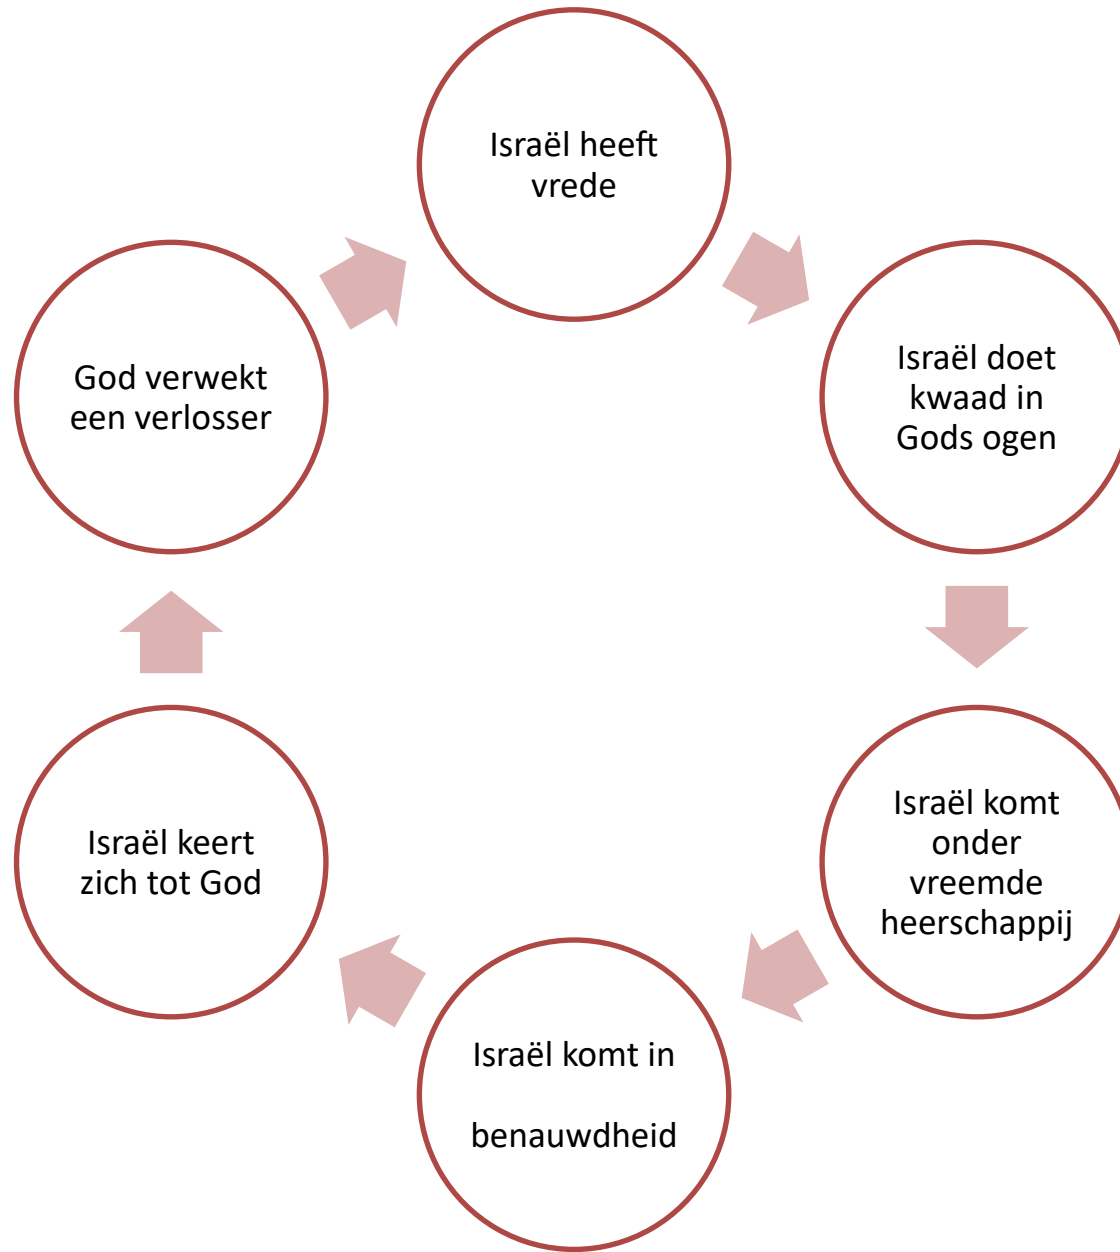 Israël heeft
vrede
Israël doet
kwaad in
Gods ogen
Israël komt
onder
vreemde
heerschappij
Israël komt in
benauwdheid
Israël keert
zich tot God
God verwekt
een verlosser